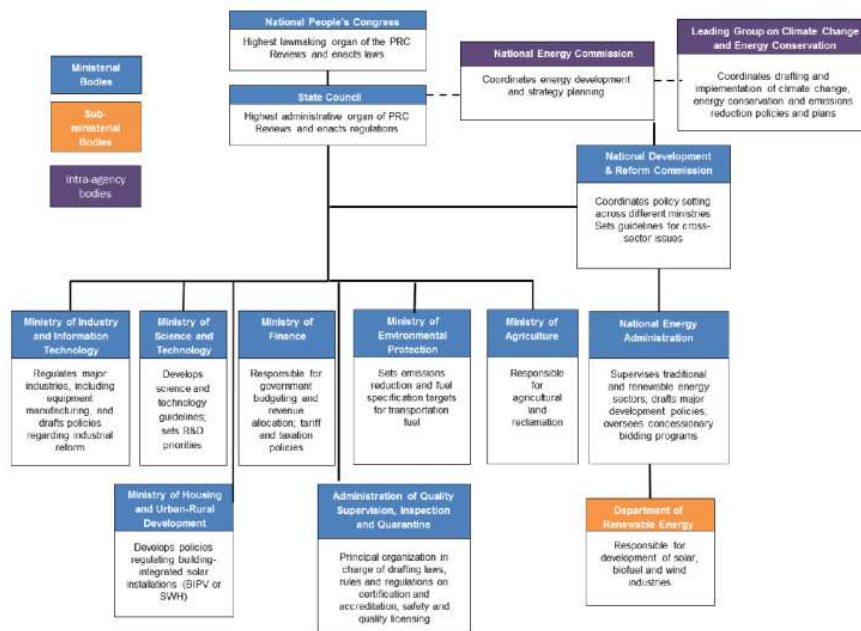 National People's Congress
Highest lawmaking organ of the PRC
Reviews and enacts laws
Leading Group on Climate Change
and Energy Conservation
Coordinates drafting and
implementation of climate change,
energy conservation and emissions
reduction policies and plans
National Energy Commission
Coordinates energy development
and strategy planning
Ministerial
Bodies
Sub-
ministerial
Bodies
Intra-agency
bodies
State Council
Highest administrative organ of PRC
Reviews and enacts regulations
National Development
& Reform Commission
Coordinates policy setting
across different ministries
Sets guidelines for cross-
sector issues
Ministry of Industry
and Information
Technology
Regulates major
industries, including
equipment
manufacturing, and
drafts policies
regarding industrial
reform
Ministry of
Science and
Technology
Develops
science and
technology
guidelines;
sets R&D
priorities
Ministry of
Finance
Responsible for
government
budgeting and
revenue
allocation; tariff
and taxation
policies
Ministry of
Environmental
Protection
Sets emissions
reduction and fuel
specification targets
for transportation
fuel
Ministry of
Agriculture
Responsible
for
agricultural
land
reclamation
National Energy
Administration
Supervises traditional
and renewable energy
sectors; drafts major
development policies;
oversees concessionary
bidding programs
Ministry of Housing
and Urban-Rural
Development
Develops policies
regulating building-
integrated solar
installations (BIPV or
SWH)
Administration of Quality
Supervision, Inspection
and Quarantine
Principal organization in
charge of drafting laws,
rules and regulations on
certification and
accreditation, safety and
quality licensing
Department of
Renewable Energy
Responsible for
development of solar,
biofuel and wind
industries